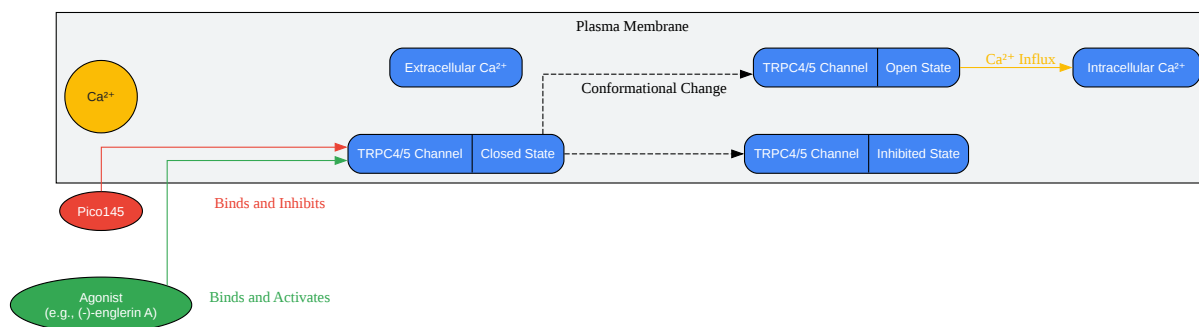 Plasma Membrane
Ca²⁺
Extracellular Ca²⁺
TRPC4/5 Channel
Open State
Ca²⁺ Influx
Intracellular Ca²⁺
Conformational Change
TRPC4/5 Channel
Closed State
TRPC4/5 Channel
Inhibited State
Pico145
Binds and Inhibits
Agonist
(e.g., (-)-englerin A)
Binds and Activates